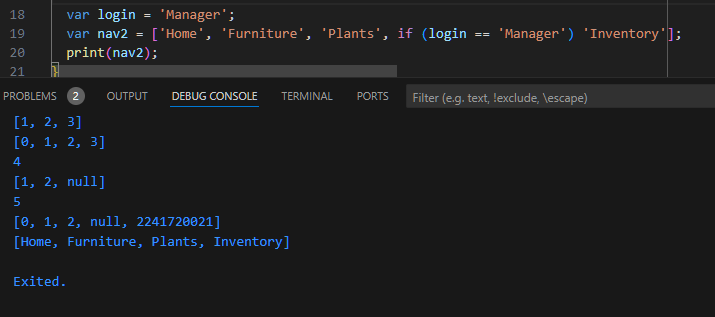 18 var login = 'Manager';
19 var nav2 = ['Home', 'Furniture', 'Plants', if (login == 'Manager') 'Inventory'];
20 print(nav2);
21 }
PROBLEMS 2 OUTPUT DEBUG CONSOLE TERMINAL PORTS Filter (e.g. text, !exclude, \escape)
[1, 2, 3]
[0, 1, 2, 3]
4
[1, 2, null]
5
[0, 1, 2, null, 2241720021]
[Home, Furniture, Plants, Inventory]
Exited.